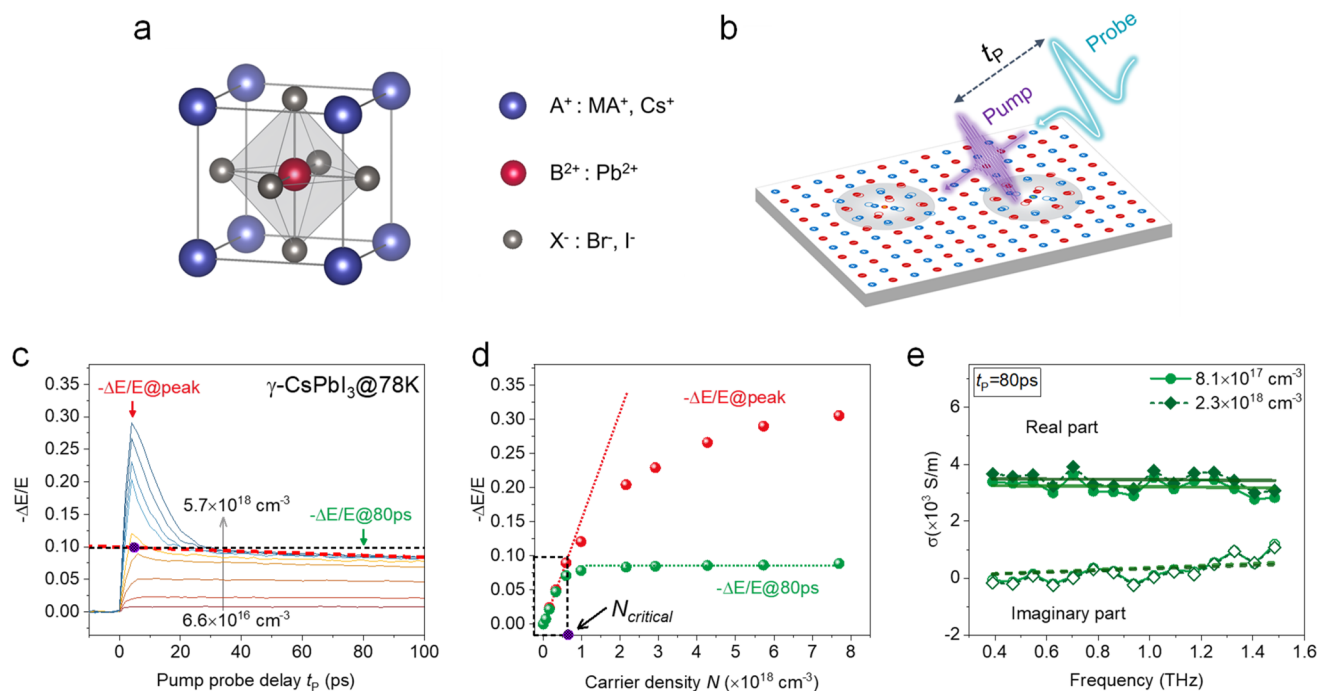 a
A⁺ : MA⁺, Cs⁺
B²⁺ : Pb²⁺
X⁻ : Br⁻, I⁻
b
tP
Probe
Pump
c
-ΔE/E@peak
γ-CsPbI₃@78K
5.7×10¹⁸ cm⁻³
-ΔE/E@80ps
6.6×10¹⁶ cm⁻³
0.35
0.30
0.25
0.20
0.15
0.10
0.05
0.00
-ΔE/E
0 20 40 60 80 100
Pump probe delay tP (ps)
d
-ΔE/E@peak
-ΔE/E@80ps
Ncritical
0.35
0.30
0.25
0.20
0.15
0.10
0.05
0.00
-ΔE/E
0 1 2 3 4 5 6 7 8
Carrier density N (×10¹⁸ cm⁻³)
e
tP=80ps
8.1×10¹⁷ cm⁻³
2.3×10¹⁸ cm⁻³
Real part
Imaginary part
6
4
2
0
-2
σ(×10³ S/m)
0.4 0.6 0.8 1.0 1.2 1.4 1.6
Frequency (THz)